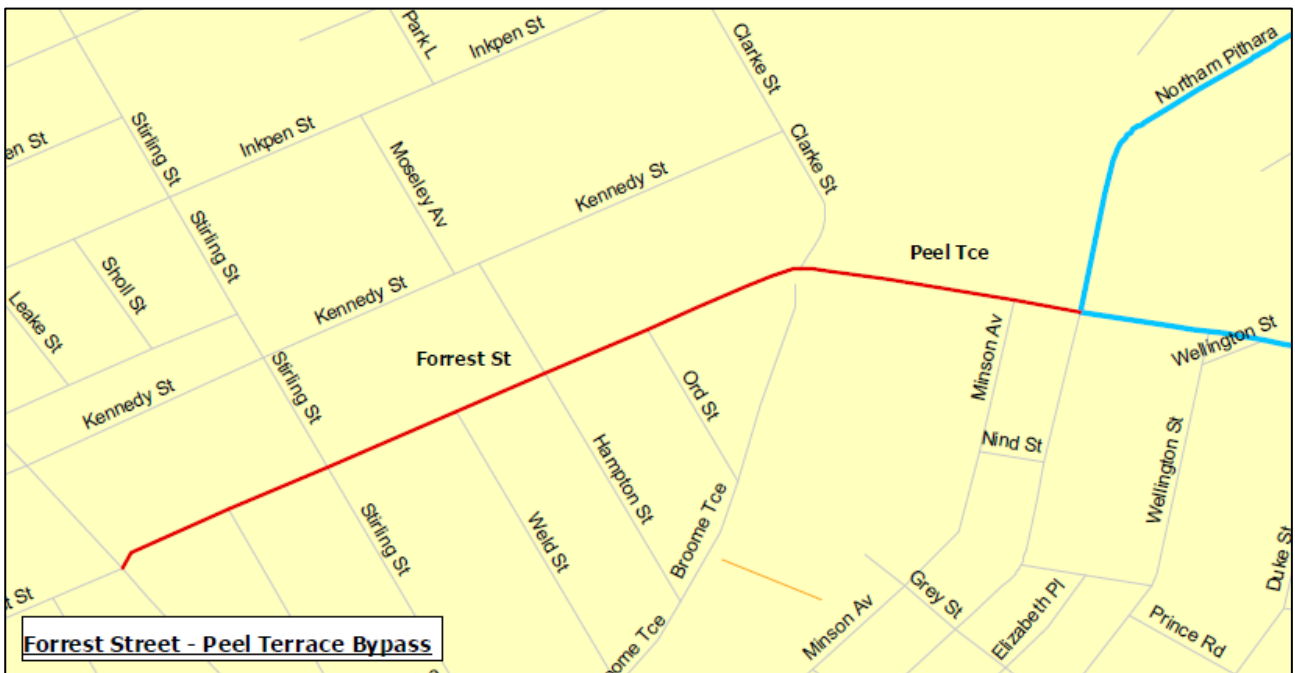 Park L
Inkpen St
Clarke St
Northam Pithara
Stirling St
Inkpen St
en St
Clarke St
Moseley Av
Kennedy St
Stirling St
Peel Tce
Sholl St
Leake St
Kennedy St
Forrest St
Minson Av
Wellington St
Stirling St
Ord St
Kennedy St
Nind St
Hampton St
Wellington St
Stirling St
Weld St
Broome Tce
Duke St
Grey St
Elizabeth Pl
Minson Av
Prince Rd
t St
ome Tce
Forrest Street - Peel Terrace Bypass